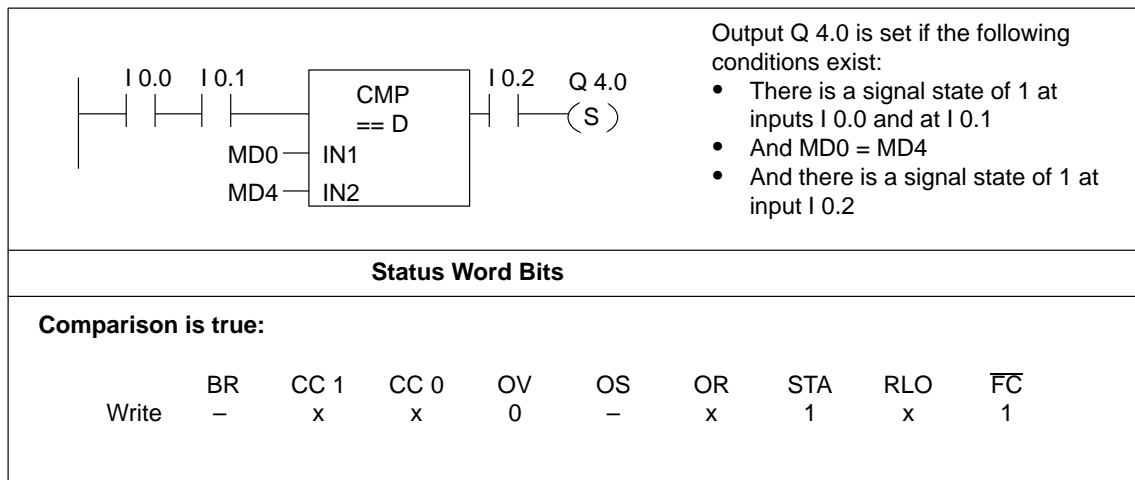 I 0.0 I 0.1
CMP
== D
MD0
IN1
MD4
IN2
I 0.2
Q 4.0
S
Output Q 4.0 is set if the following
conditions exist:
• There is a signal state of 1 at
inputs I 0.0 and at I 0.1
• And MD0 = MD4
• And there is a signal state of 1 at
input I 0.2
Status Word Bits
Comparison is true:
BR CC 1 CC 0 OV OS OR STA RLO F̅C̅
Write – x x 0 – x 1 x 1